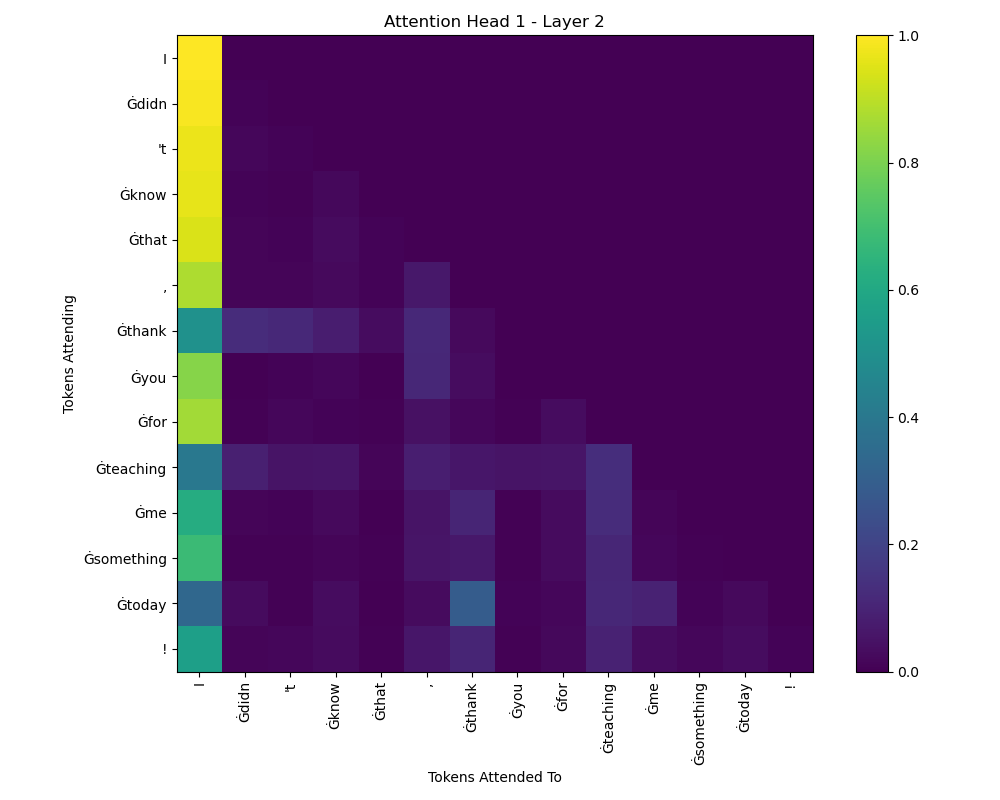 Attention Head 1 - Layer 2
I
Ġdidn
't
Ġknow
Ġthat
,
Ġthank
Ġyou
Ġfor
Ġteaching
Ġme
Ġsomething
Ġtoday
!
Tokens Attending
I
Ġdidn
't
Ġknow
Ġthat
,
Ġthank
Ġyou
Ġfor
Ġteaching
Ġme
Ġsomething
Ġtoday
!
Tokens Attended To
1.0
0.8
0.6
0.4
0.2
0.0